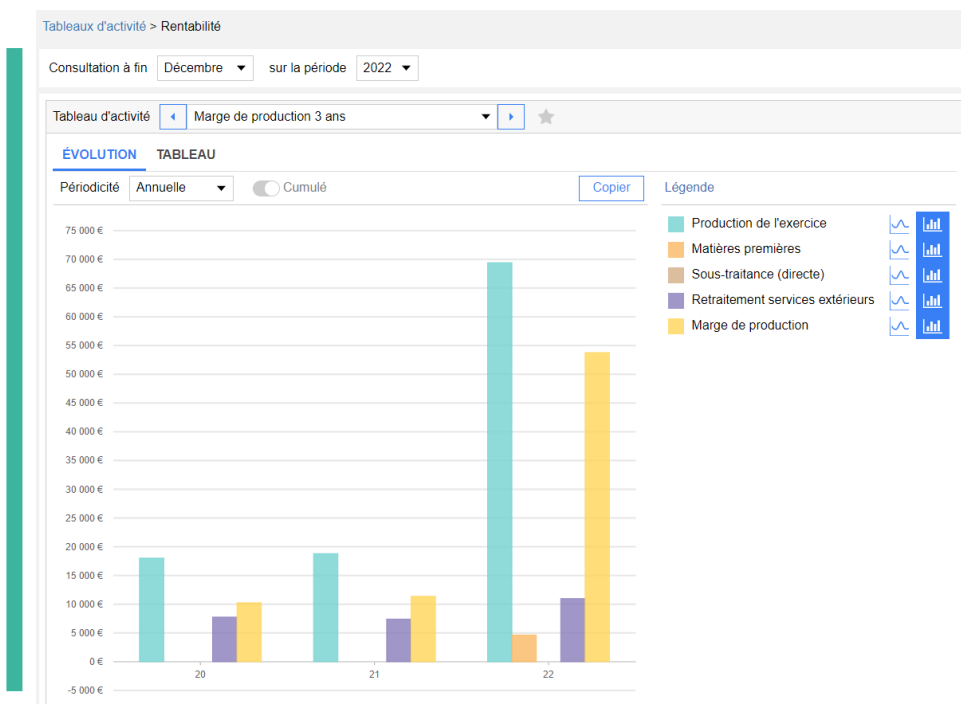 Tableaux d'activité > Rentabilité
Consultation à fin Décembre sur la période 2022
Tableau d'activité Marge de production 3 ans
ÉVOLUTION TABLEAU
Périodicité Annuelle Cumulé Copier Légende
Production de l'exercice
Matières premières
Sous-traitance (directe)
Retraitement services extérieurs
Marge de production
75 000 €
70 000 €
65 000 €
60 000 €
55 000 €
50 000 €
45 000 €
40 000 €
35 000 €
30 000 €
25 000 €
20 000 €
15 000 €
10 000 €
5 000 €
0 €
-5 000 €
20 21 22